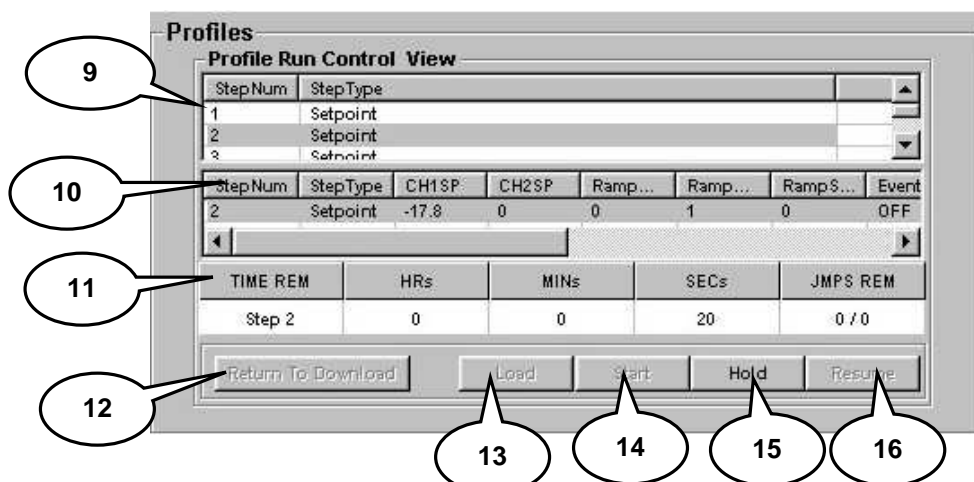 Profiles
Profile Run Control View
9
StepNum StepType
1 Setpoint
2 Setpoint
3 Setpoint
10
StepNum StepType CH1SP CH2SP Ramp... Ramp... RampS... Event
2 Setpoint -17.8 0 0 1 0 OFF
11
TIME REM HRs MINs SECs JMPS REM
Step 2 0 0 20 0 / 0
Return To Download Load Start Hold Resume
12
13 14 15 16